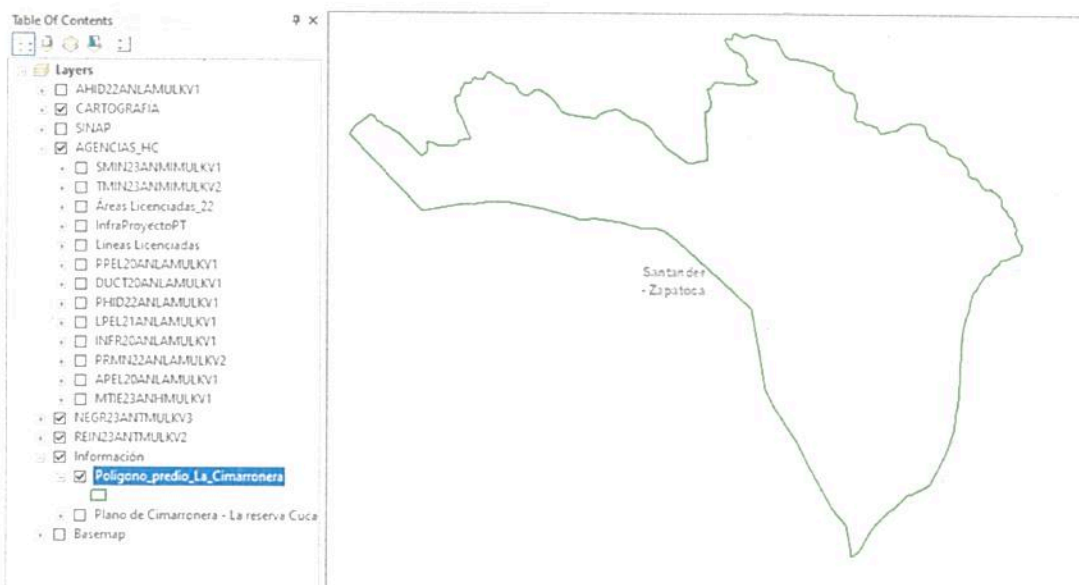 Table Of Contents
Layers
AHID22ANLAMULKV1
CARTOGRAFIA
SINAP
AGENCIAS_HC
SMIN23ANMIMULKV1
TMIN23ANMIMULKV2
Áreas Licenciadas_22
InfraProyectoPT
Lineas Licenciadas
PPEL20ANLAMULKV1
DUCT20ANLAMULKV1
PHID22ANLAMULKV1
LPEL21ANLAMULKV1
INFR20ANLAMULKV1
PRMN22ANLAMULKV2
APEL20ANLAMULKV1
MTIE23ANHMULKV1
NEGR23ANTMULKV3
REIN23ANTMULKV2
Información
Poligono_predio_La_Cimarronera
Plano de Cimarronera - La reserva Cuca
Basemap
Santander
- Zapatoca